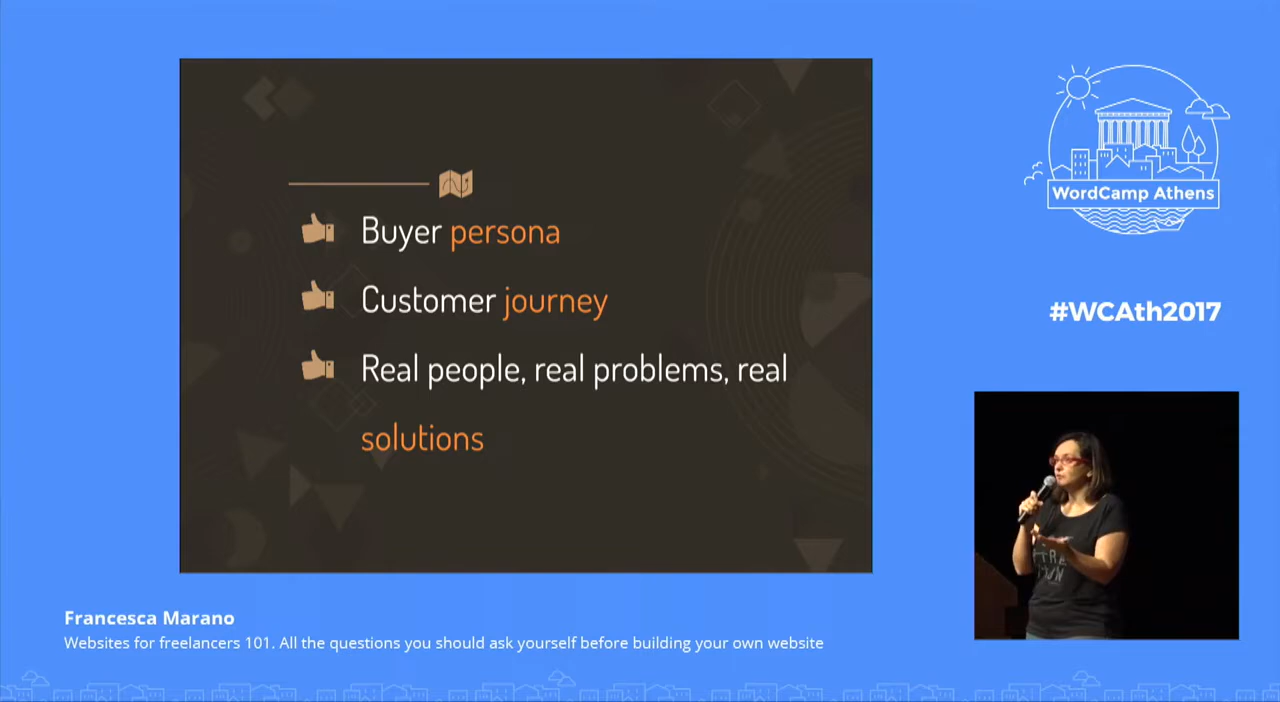 Buyer persona
Customer journey
Real people, real problems, real
solutions
WordCamp Athens
#WCAth2017
Francesca Marano
Websites for freelancers 101. All the questions you should ask yourself before building your own website